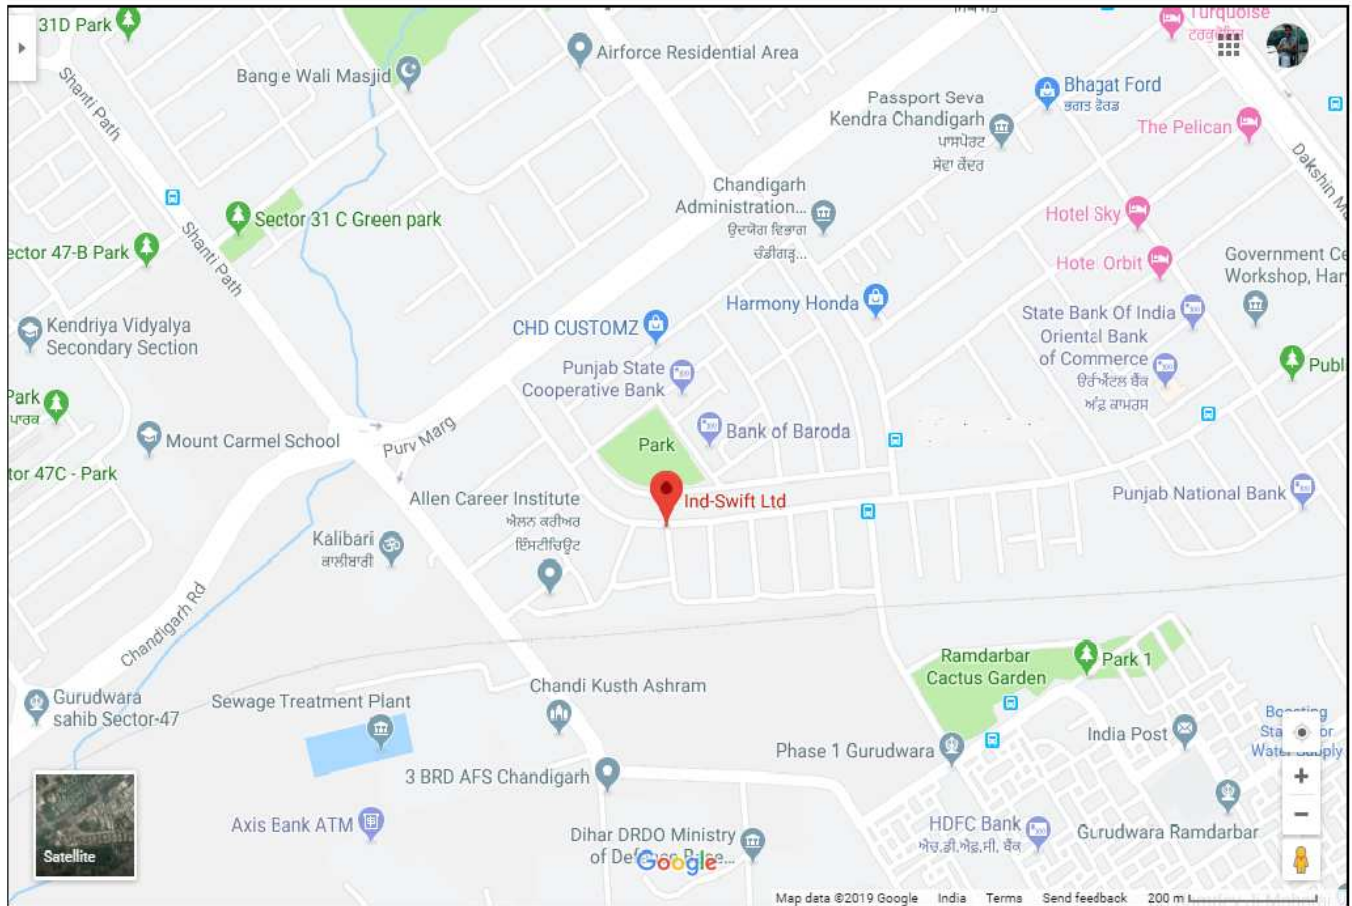 31D Park
Shanti Path
Bang e Wali Masjid
Airforce Residential Area
Turquoise
Bhagat Ford
ਭਗਤ ਫੋਰਡ
Passport Seva
Kendra Chandigarh
ਪਾਸਪੋਰਟ
ਸੇਵਾ ਕੇਂਦਰ
The Pelican
Chandigarh
Administration...
ਉਦਯੋਗ ਵਿਭਾਗ
ਚੰਡੀਗੜ੍ਹ...
Sector 31 C Green park
Hotel Sky
Shanti Path
ector 47-B Park
Hote Orbit
Government Ce
Workshop, Har
Harmony Honda
State Bank Of India
Oriental Bank
of Commerce
Kendriya Vidyalya
Secondary Section
CHD CUSTOMZ
Punjab State
Cooperative Bank
Publ
Park
ਪਾਰਕ
Mount Carmel School
Purv Marg
Park
Bank of Baroda
tor 47C - Park
Allen Career Institute
ਐਲਨ ਕਰੀਅਰ
ਇੰਸਟੀਚਿਊਟ
Ind-Swift Ltd
Punjab National Bank
Kalibari
ਕਾਲੀਬਾਰੀ
Chandigarh Rd
Ramdarbar
Cactus Garden
Park 1
Gurudwara
sahib Sector-47
Sewage Treatment Plant
Chandi Kusth Ashram
India Post
Phase 1 Gurudwara
3 BRD AFS Chandigarh
Axis Bank ATM
Dihar DRDO Ministry
HDFC Bank
ਐਚ.ਡੀ.ਐਫ.ਸੀ. ਬੈਂਕ
Gurudwara Ramdarbar
Satellite
Google
Map data ©2019 Google India Terms Send feedback 200 m